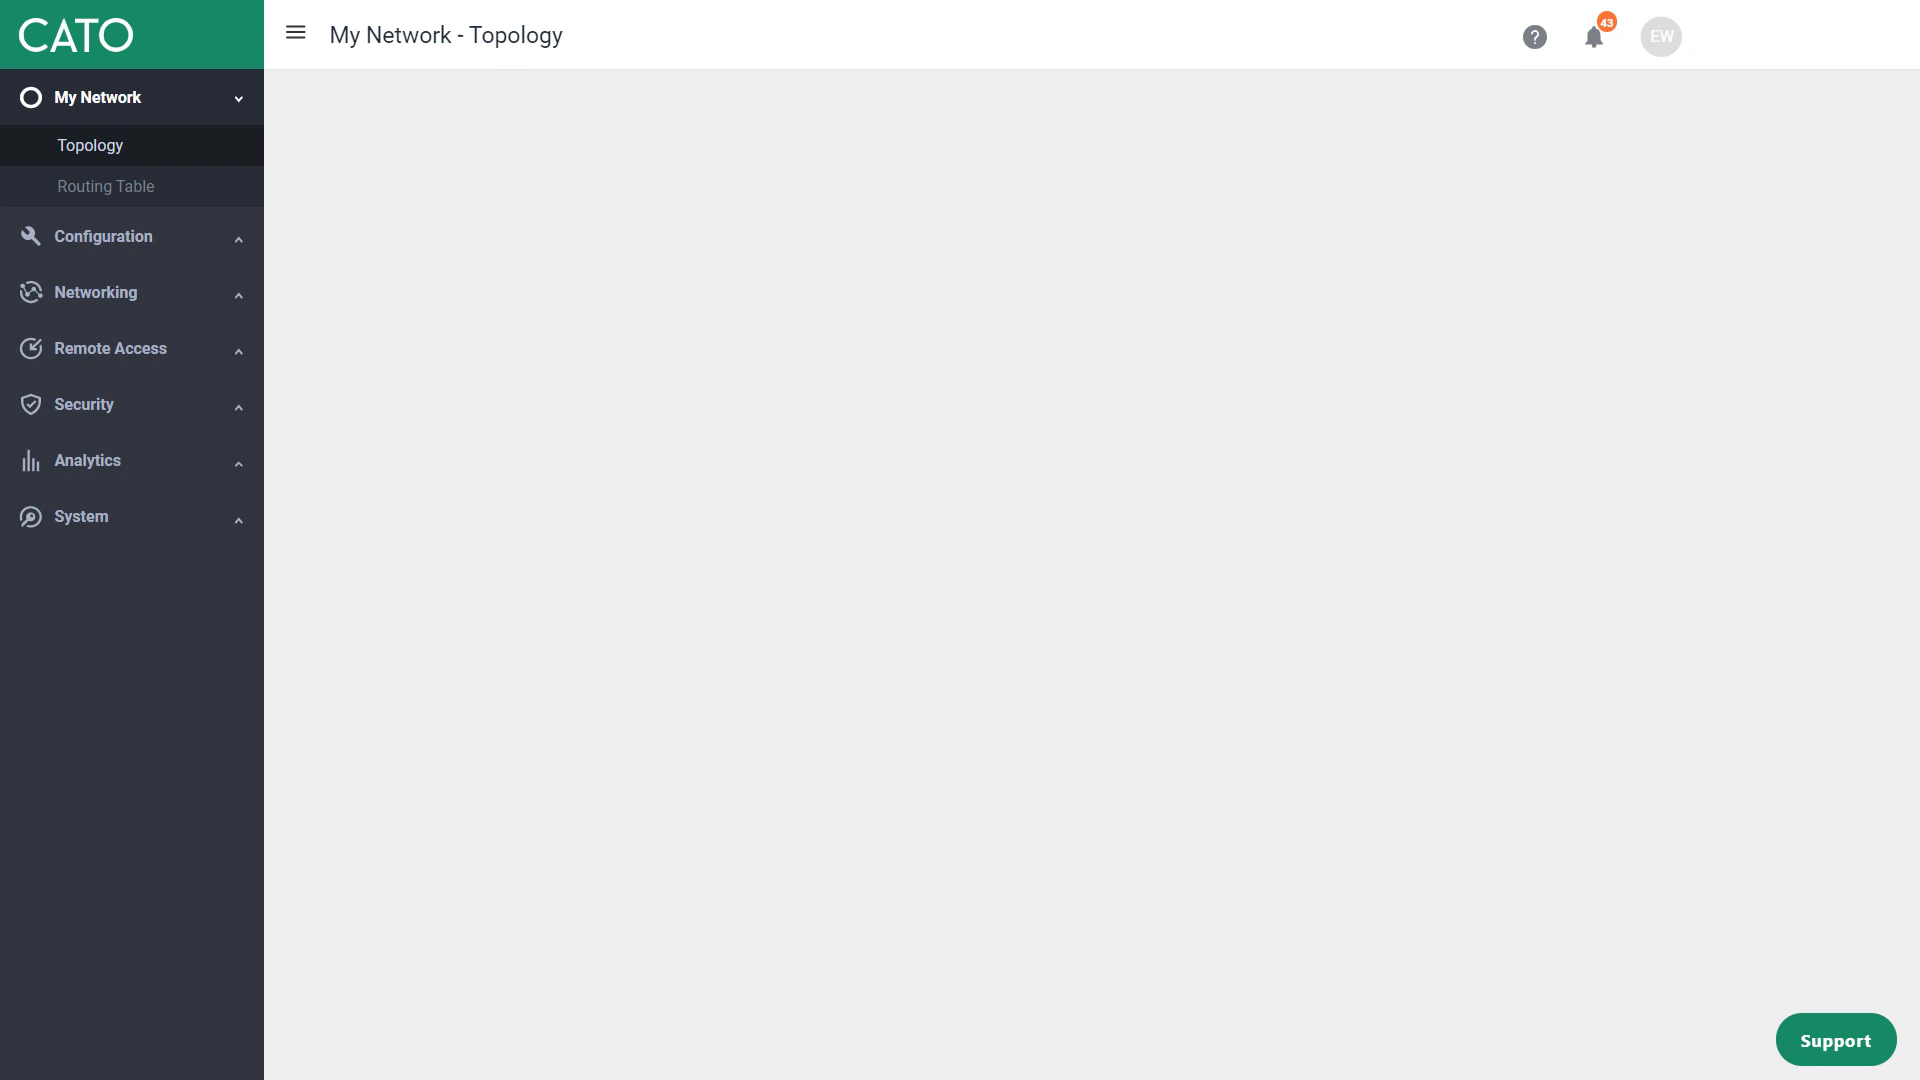 CATO
My Network - Topology
?
43
EW
My Network
Topology
Routing Table
Configuration
Networking
Remote Access
Security
Analytics
System
Support